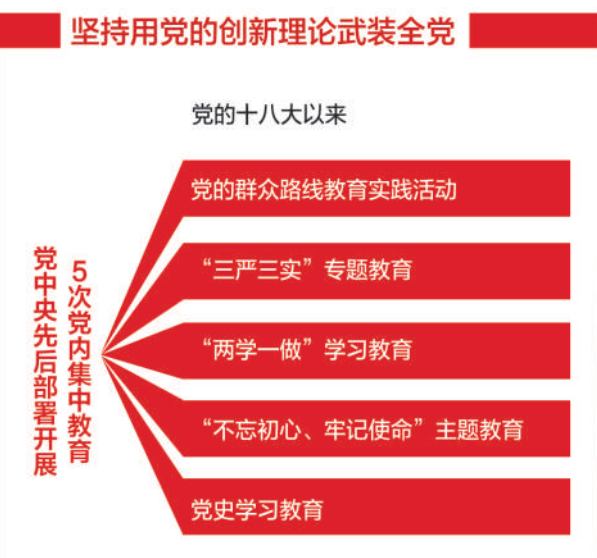 坚持用党的创新理论武装全党
党的十八大以来
党中央先后部署开展
5次党内集中教育
党的群众路线教育实践活动
“三严三实”专题教育
“两学一做”学习教育
“不忘初心、牢记使命”主题教育
党史学习教育